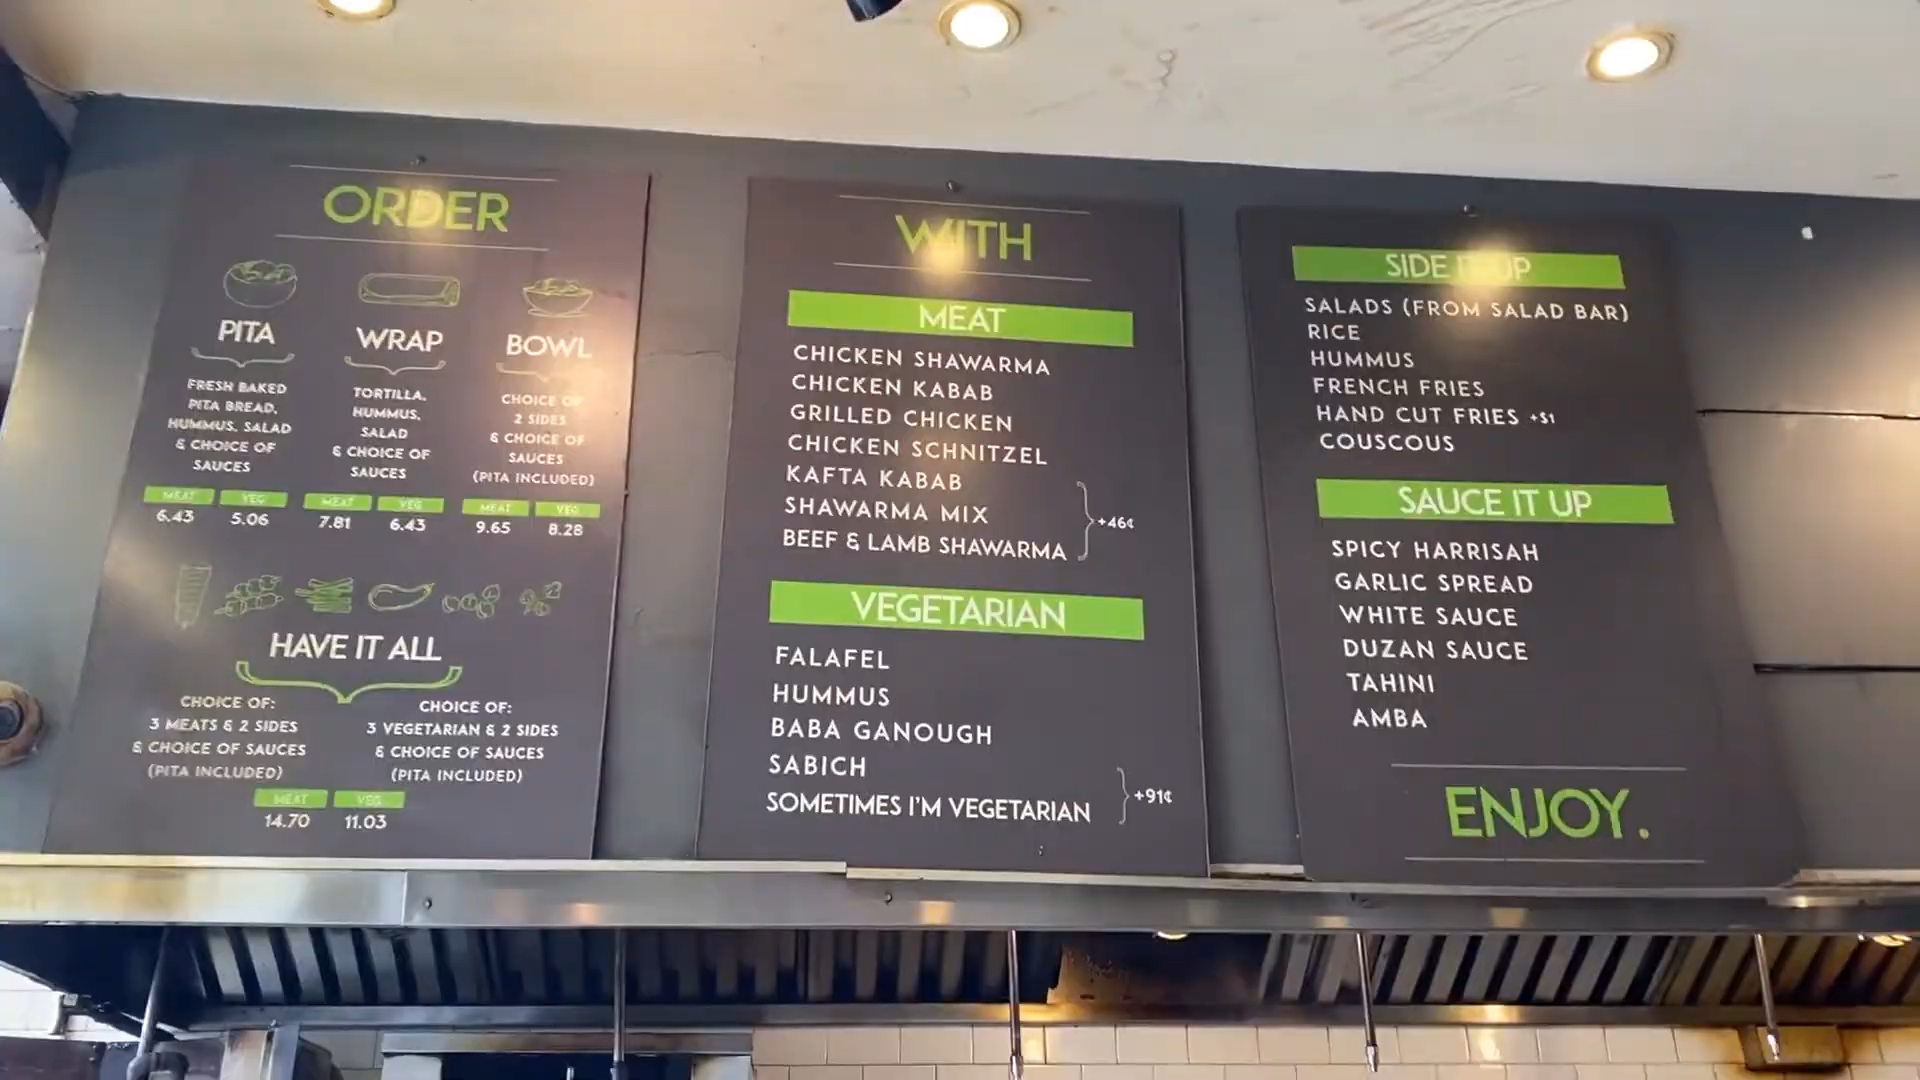 ORDER
PITA
FRESH BAKED
PITA BREAD,
HUMMUS, SALAD
& CHOICE OF
SAUCES
MEAT VEG
6.43 5.06
WRAP
TORTILLA,
HUMMUS,
SALAD
& CHOICE OF
SAUCES
MEAT VEG
7.81 6.43
BOWL
CHOICE OF
2 SIDES
& CHOICE OF
SAUCES
(PITA INCLUDED)
MEAT VEG
9.65 8.28
HAVE IT ALL
CHOICE OF:
3 MEATS & 2 SIDES
& CHOICE OF SAUCES
(PITA INCLUDED)
CHOICE OF:
3 VEGETARIAN & 2 SIDES
& CHOICE OF SAUCES
(PITA INCLUDED)
MEAT VEG
14.70 11.03
WITH
MEAT
CHICKEN SHAWARMA
CHICKEN KABAB
GRILLED CHICKEN
CHICKEN SCHNITZEL
KAFTA KABAB
SHAWARMA MIX
+46¢
BEEF & LAMB SHAWARMA
VEGETARIAN
FALAFEL
HUMMUS
BABA GANOUGH
SABICH
+91¢
SOMETIMES I'M VEGETARIAN
SIDE IT UP
SALADS (FROM SALAD BAR)
RICE
HUMMUS
FRENCH FRIES
HAND CUT FRIES +$1
COUSCOUS
SAUCE IT UP
SPICY HARRISAH
GARLIC SPREAD
WHITE SAUCE
DUZAN SAUCE
TAHINI
AMBA
ENJOY.